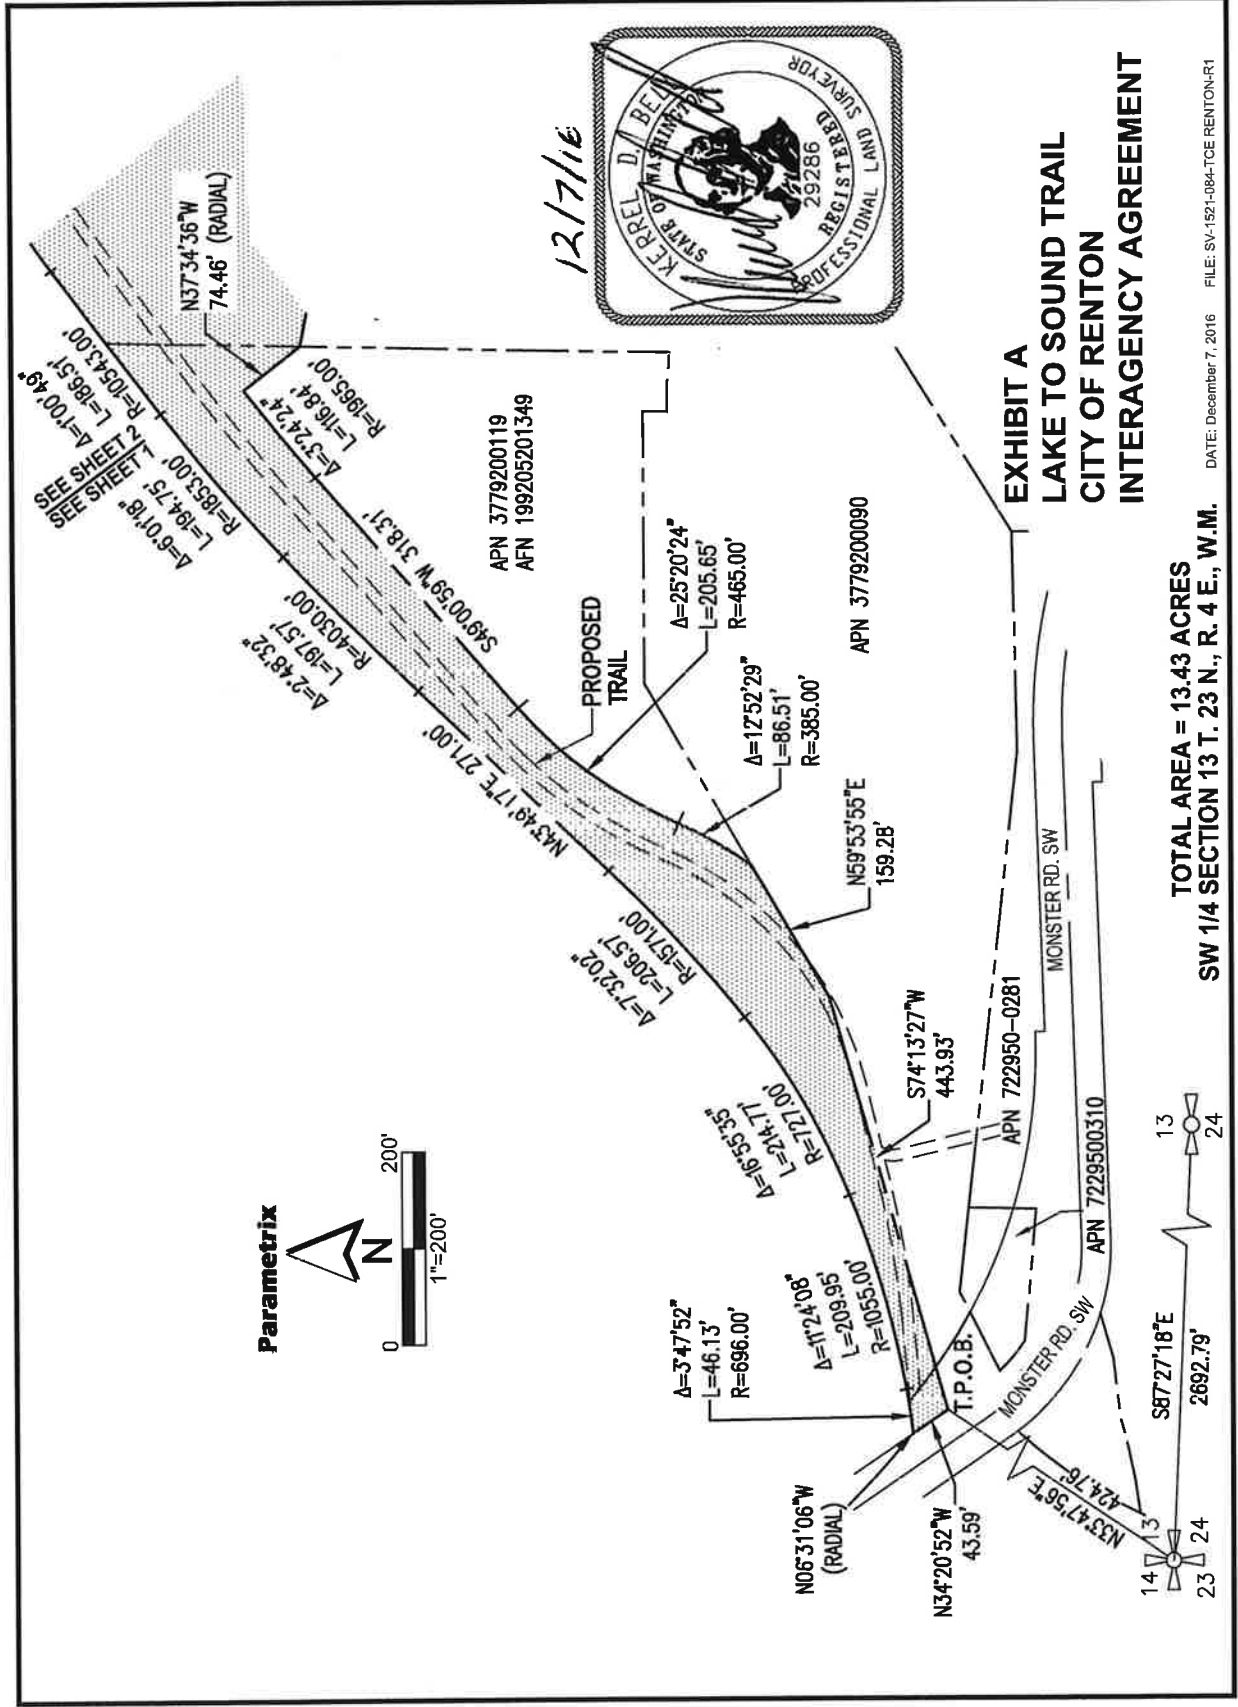 Parametrix
N
0 200'
1"=200'
SEE SHEET 2
SEE SHEET 1
Δ=1°00'49"
L=186.51'
R=10543.00'
Δ=6°01'18"
L=194.75'
R=1853.00'
Δ=2°48'32"
L=197.57'
R=4030.00'
N43°49'17"E 271.00'
Δ=7°32'02"
L=206.57'
R=1571.00'
Δ=16°55'35"
L=214.77'
R=727.00'
Δ=11°24'08"
L=209.95'
R=1055.00'
Δ=3°47'52"
L=46.13'
R=696.00'
N06°31'06"W
(RADIAL)
N34°20'52"W
43.59'
T.P.O.B.
N37°34'36"W
74.46' (RADIAL)
Δ=3°24'24"
L=116.84'
R=1965.00'
S49°00'59"W 318.31'
APN 3779200119
AFN 199205201349
PROPOSED
TRAIL
Δ=25°20'24"
L=205.65'
R=465.00'
Δ=12°52'29"
L=86.51'
R=385.00'
N59°53'55"E
159.28'
APN 3779200090
S74°13'27"W
443.93'
APN 722950-0281
MONSTER RD. SW
APN 7229500310
MONSTER RD. SW
N33°47'56"E
424.76'
14 13
23 24
S87°27'18"E
2692.79'
13
24
12/7/16
KERREL D.
STATE OF WASHINGTON
29286
REGISTERED
PROFESSIONAL LAND SURVEYOR
EXHIBIT A
LAKE TO SOUND TRAIL
CITY OF RENTON
INTERAGENCY AGREEMENT
TOTAL AREA = 13.43 ACRES
SW 1/4 SECTION 13 T. 23 N., R. 4 E., W.M.
DATE: December 7, 2016 FILE: SV-1521-084-TCE RENTON-R1